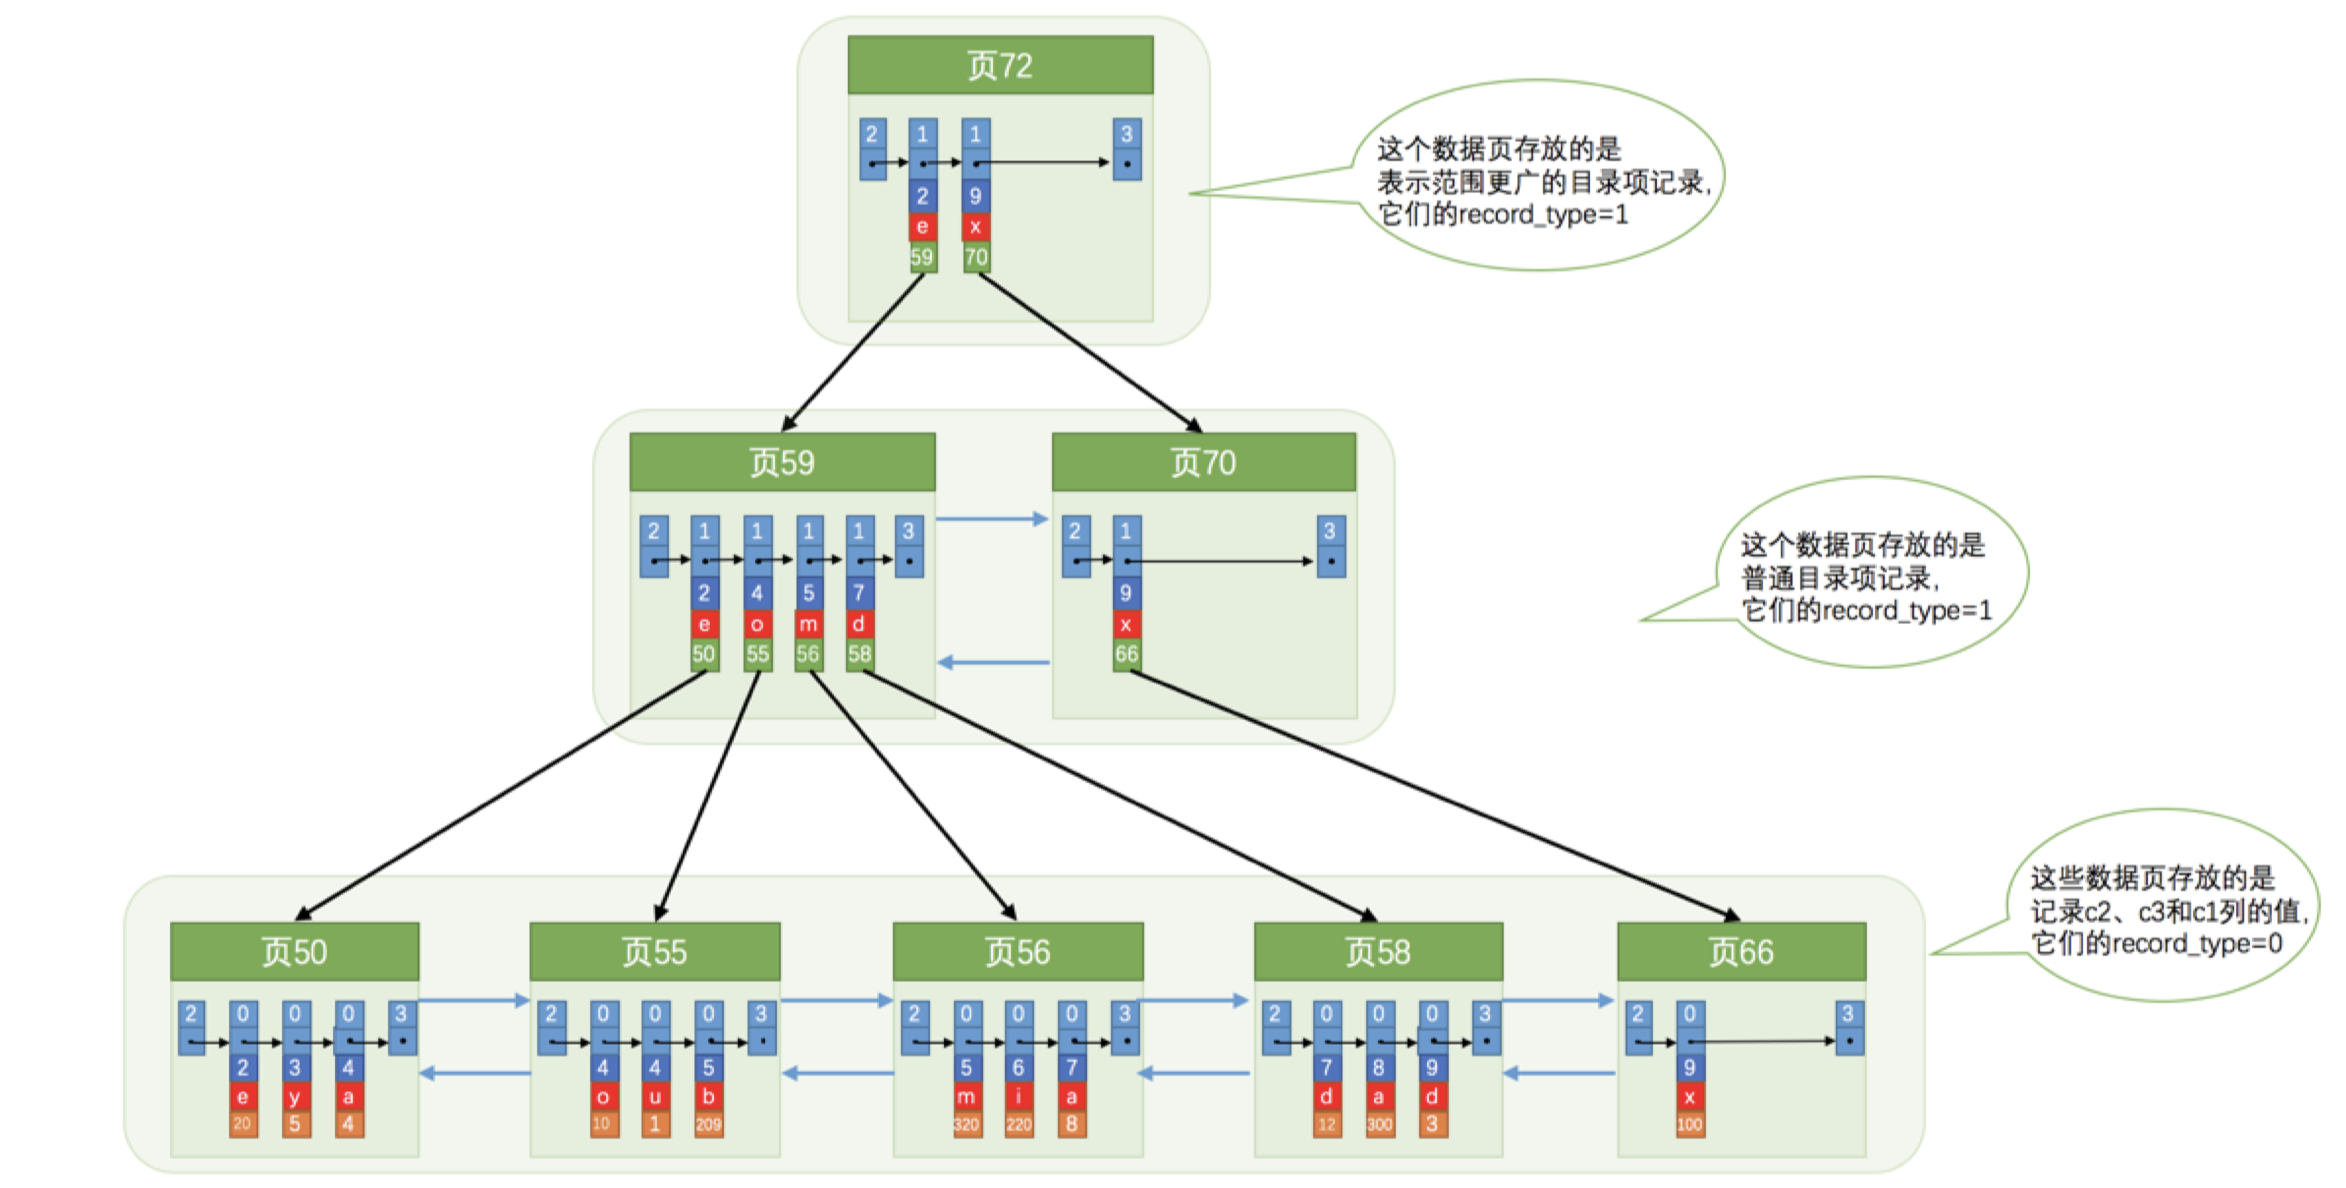 页72
2 1 1 3
2 9
e x
59 70
这个数据页存放的是
表示范围更广的目录项记录,
它们的record_type=1
页59
2 1 1 1 1 3
2 4 5 7
e o m d
50 55 56 58
页70
2 1 3
9
x
66
这个数据页存放的是
普通目录项记录,
它们的record_type=1
页50
2 0 0 0 3
2 3 4
e y a
20 5 4
页55
2 0 0 0 3
4 4 5
o u b
10 1 209
页56
2 0 0 0 3
5 6 7
m i a
320 220 8
页58
2 0 0 0 3
7 8 9
d a d
12 300 3
页66
2 0 3
9
x
100
这些数据页存放的是
记录c2、c3和c1列的值,
它们的record_type=0